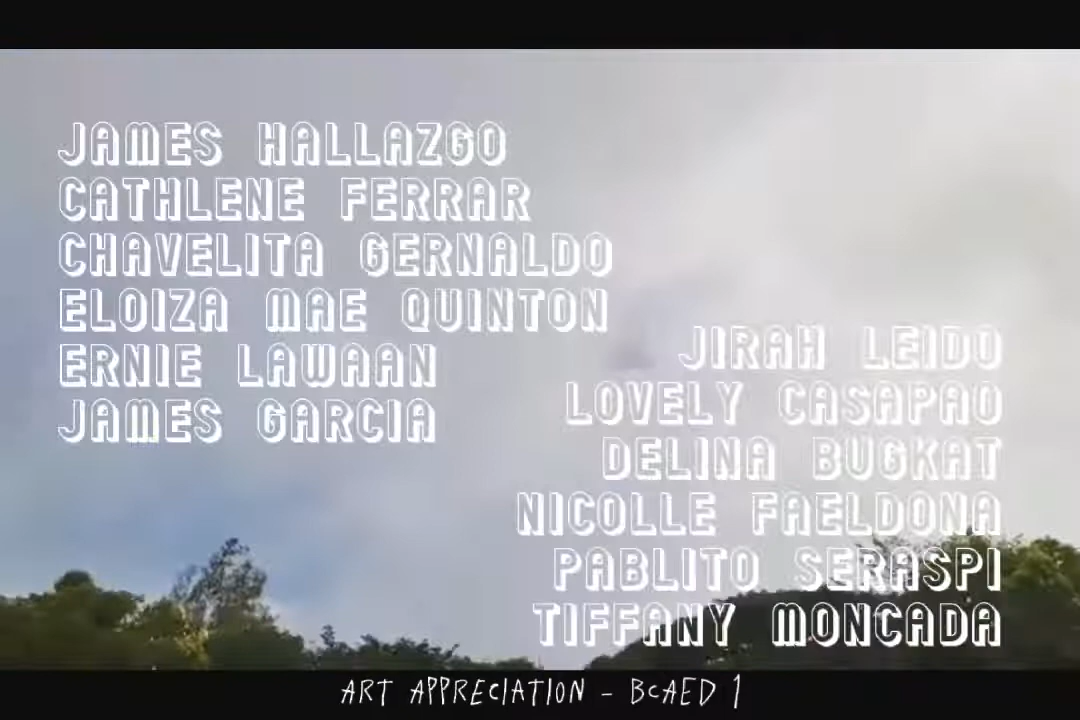 JAMES HALLAZGO
CATHLENE FERRAR
CHAVELITA GERNALDO
ELOIZA MAE QUINTON
ERNIE LAWAAN
JAMES GARCIA
JIRAH LEIDO
LOVELY CASAPAO
DELINA BUGKAT
NICOLLE FAELDONA
PABLITO SERASPI
TIFFANY MONCADA
ART APPRECIATION - BCAED 1